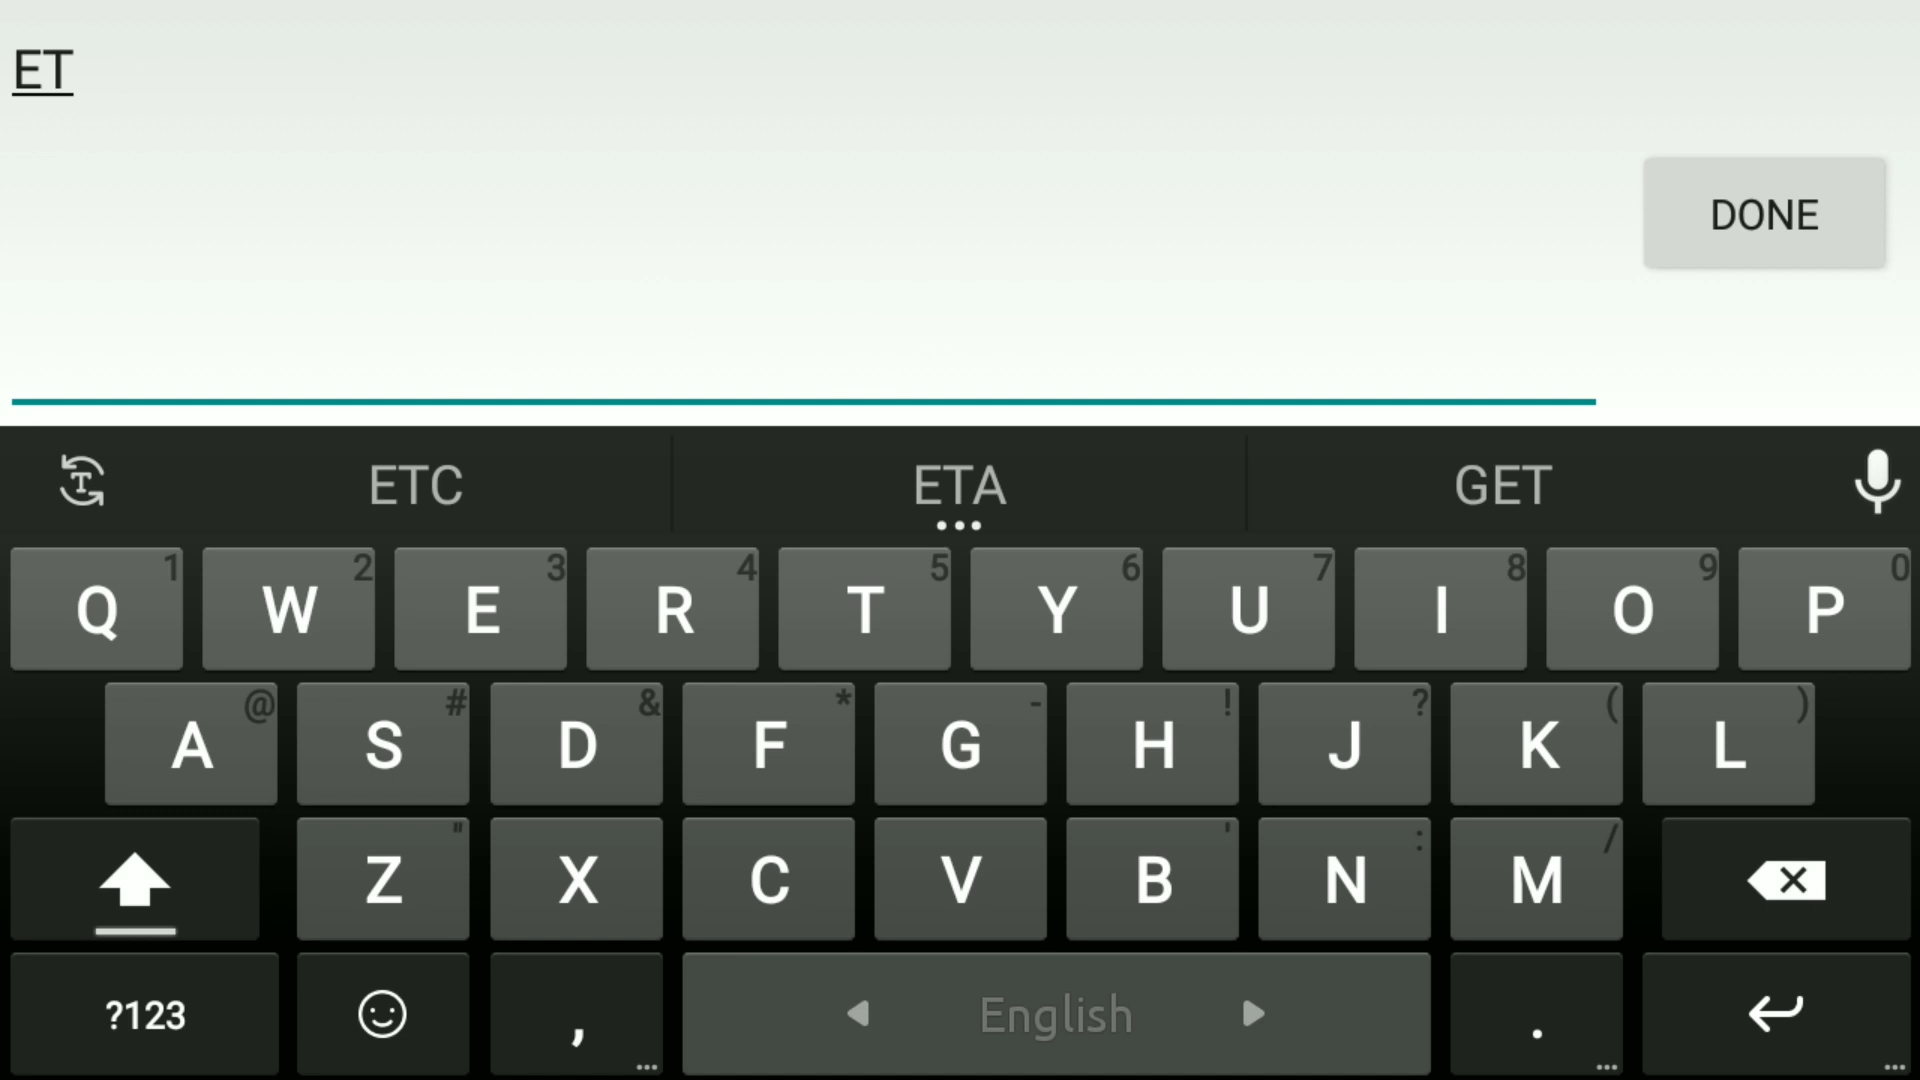 ET
DONE
ETC ETA GET
Q 1 W 2 E 3 R 4 T 5 Y 6 U 7 I 8 O 9 P 0
A @ S # D & F * G - H ! J ? K ( L )
Z " X C V B ' N : M /
?123 , ... English . ... ...